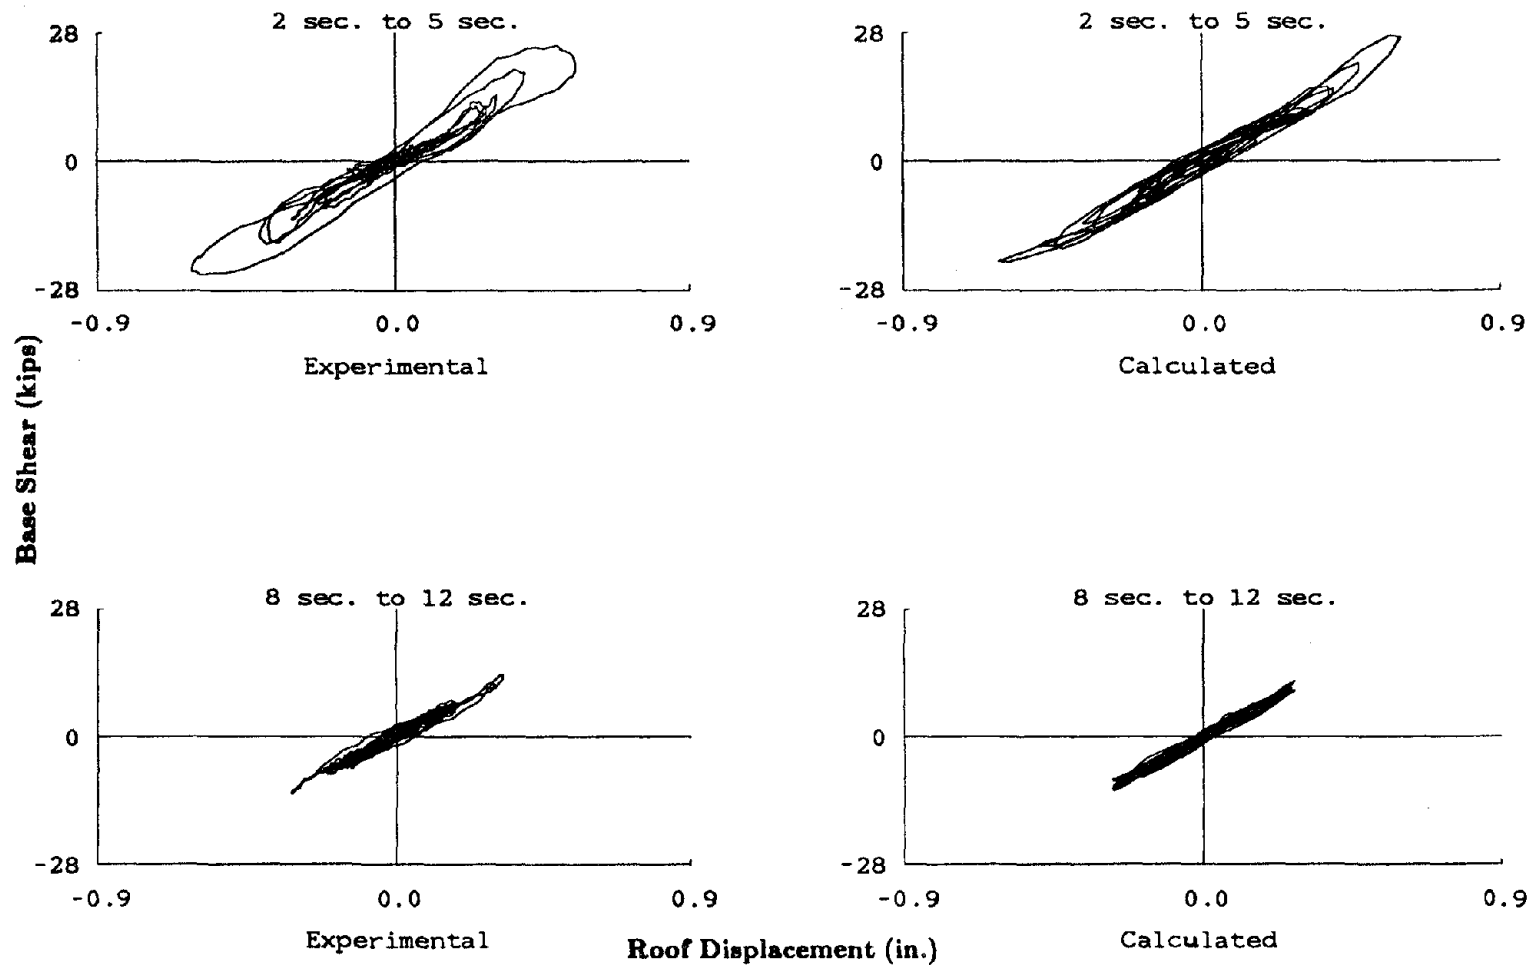 2 sec. to 5 sec.
28
0
-28
-0.9 0.0 0.9
Experimental
2 sec. to 5 sec.
28
0
-28
-0.9 0.0 0.9
Calculated
Base Shear (kips)
8 sec. to 12 sec.
28
0
-28
-0.9 0.0 0.9
Experimental
8 sec. to 12 sec.
28
0
-28
-0.9 0.0 0.9
Calculated
Roof Displacement (in.)